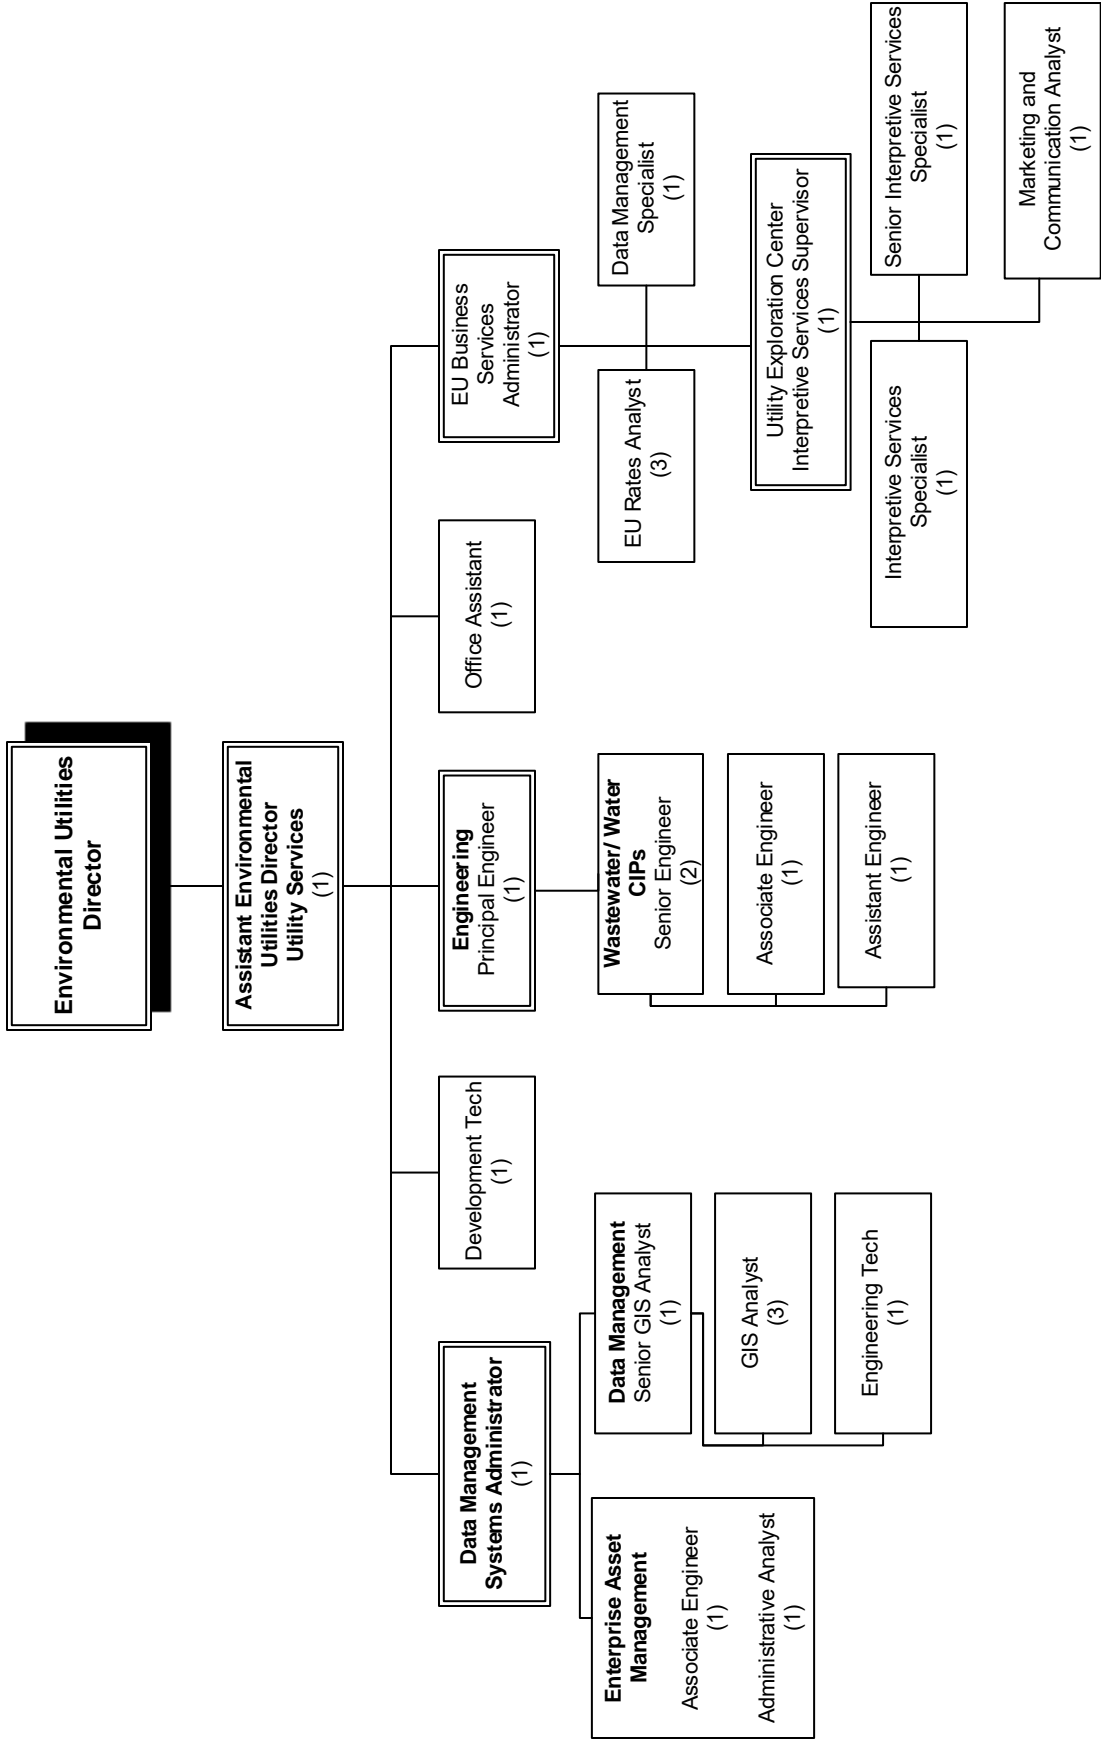 Environmental Utilities
Director
Assistant Environmental
Utilities Director
Utility Services
(1)
Data Management
Systems Administrator
(1)
Development Tech
(1)
Engineering
Principal Engineer
(1)
Office Assistant
(1)
EU Business
Services
Administrator
(1)
Enterprise Asset
Management
Associate Engineer
(1)
Administrative Analyst
(1)
Data Management
Senior GIS Analyst
(1)
GIS Analyst
(3)
Engineering Tech
(1)
Wastewater/ Water
CIPs
Senior Engineer
(2)
Associate Engineer
(1)
Assistant Engineer
(1)
EU Rates Analyst
(3)
Data Management
Specialist
(1)
Utility Exploration Center
Interpretive Services Supervisor
(1)
Interpretive Services
Specialist
(1)
Senior Interpretive Services
Specialist
(1)
Marketing and
Communication Analyst
(1)